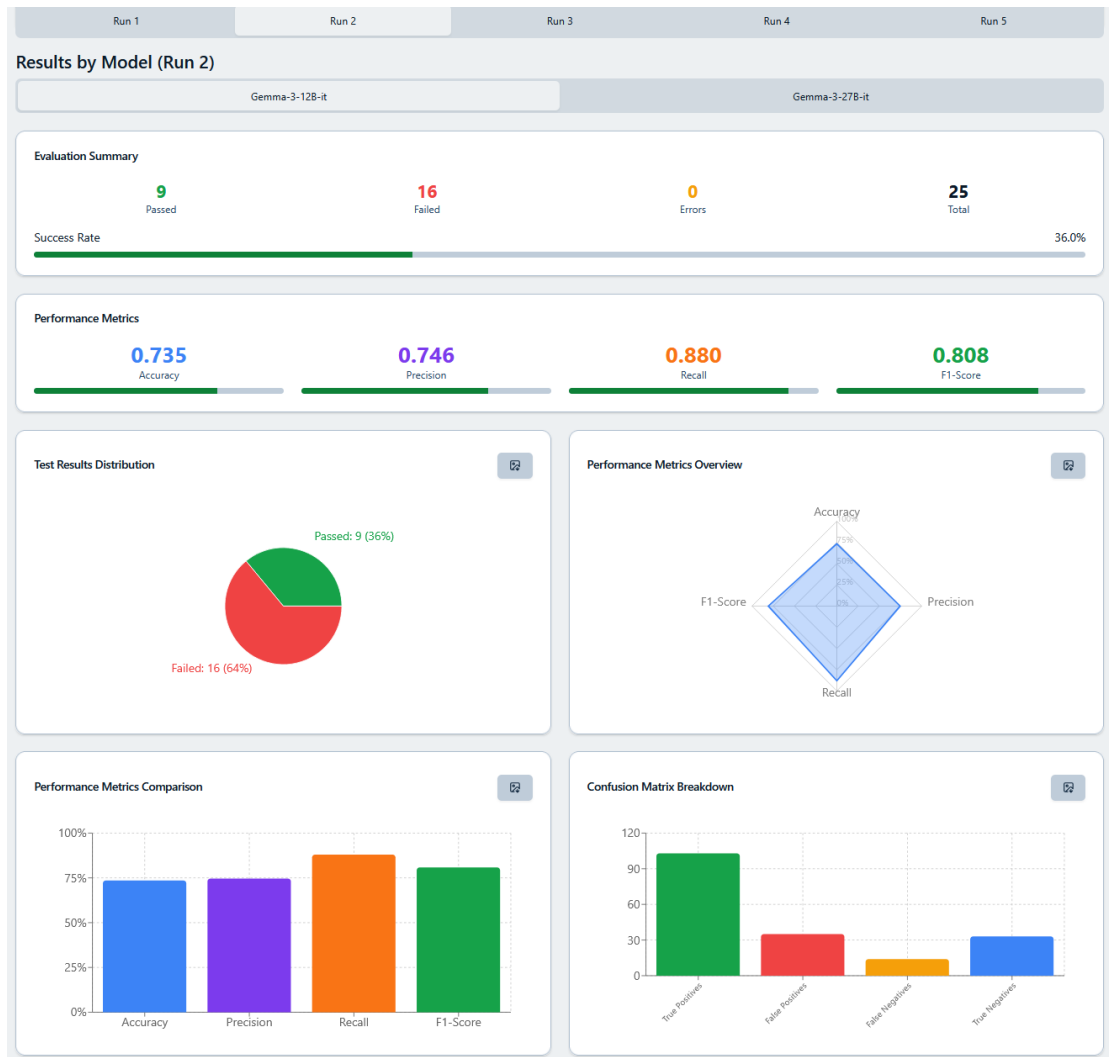 Run 1 Run 2 Run 3 Run 4 Run 5
Results by Model (Run 2)
Gemma-3-12B-it Gemma-3-27B-it
Evaluation Summary
9 16 0 25
Passed Failed Errors Total
Success Rate 36.0%
Performance Metrics
0.735 0.746 0.880 0.808
Accuracy Precision Recall F1-Score
Test Results Distribution
Passed: 9 (36%)
Failed: 16 (64%)
Performance Metrics Overview
Accuracy
100%
75%
50%
25%
0%
F1-Score Precision
Recall
Performance Metrics Comparison
100%
75%
50%
25%
0%
Accuracy Precision Recall F1-Score
Confusion Matrix Breakdown
120
90
60
30
0
True Positives False Positives False Negatives True Negatives